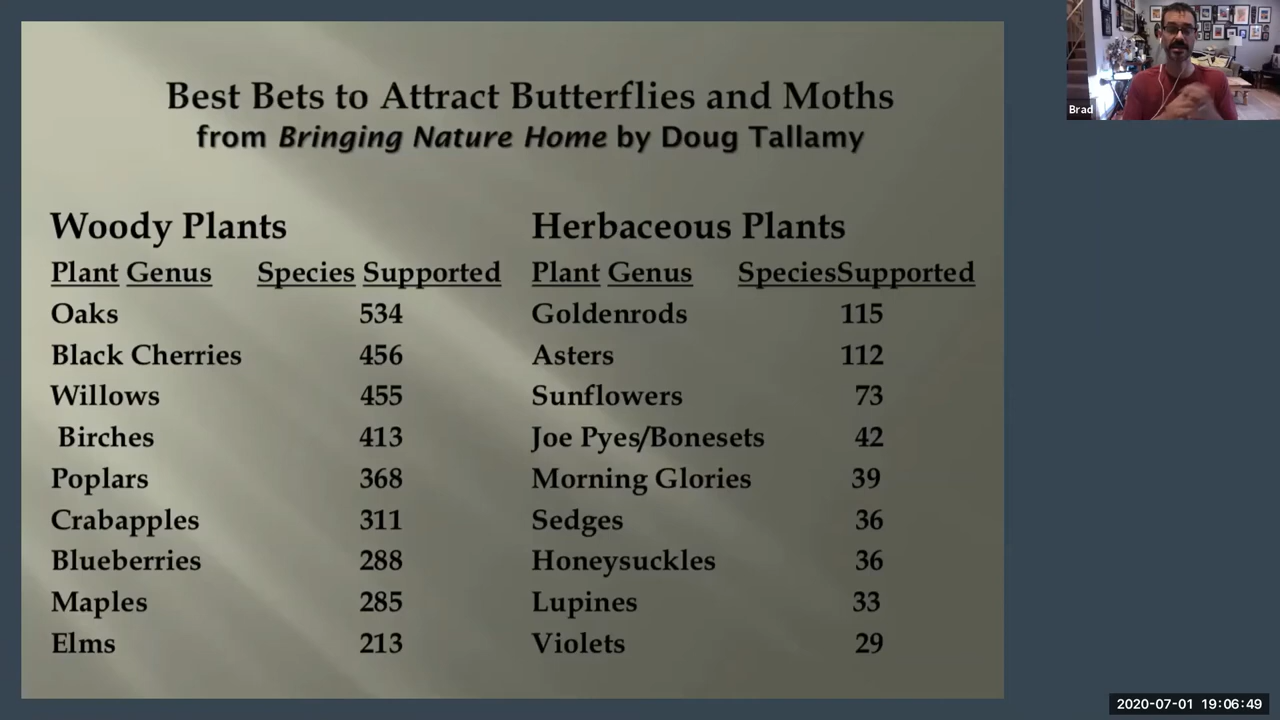 Best Bets to Attract Butterflies and Moths
from Bringing Nature Home by Doug Tallamy
Woody Plants
Plant Genus Species Supported
Oaks 534
Black Cherries 456
Willows 455
Birches 413
Poplars 368
Crabapples 311
Blueberries 288
Maples 285
Elms 213
Herbaceous Plants
Plant Genus SpeciesSupported
Goldenrods 115
Asters 112
Sunflowers 73
Joe Pyes/Bonesets 42
Morning Glories 39
Sedges 36
Honeysuckles 36
Lupines 33
Violets 29
Brad
2020-07-01 19:06:49